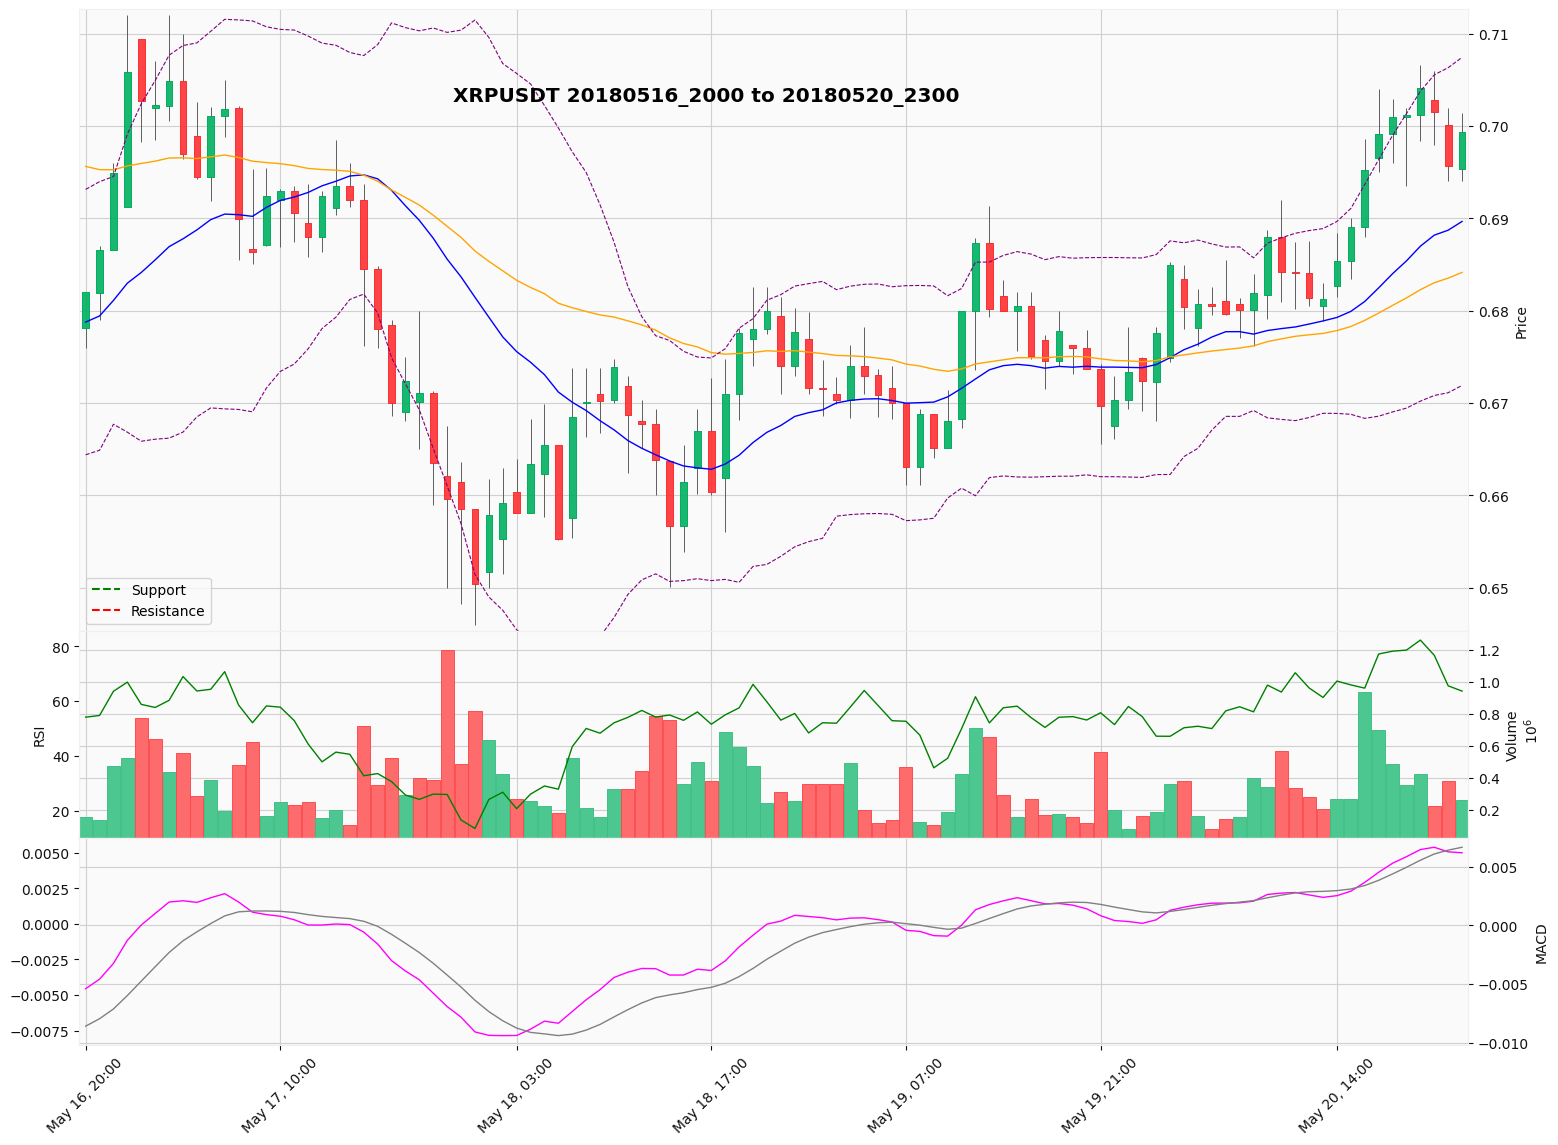 XRPUSDT 20180516_2000 to 20180520_2300
0.71
0.70
0.69
0.68
0.67
0.66
0.65
Price
Support
Resistance
80
60
40
20
RSI
1.2
1.0
0.8
0.6
0.4
0.2
Volume
10^6
0.0050
0.0025
0.0000
−0.0025
−0.0050
−0.0075
0.005
0.000
−0.005
−0.010
MACD
May 16, 20:00
May 17, 10:00
May 18, 03:00
May 18, 17:00
May 19, 07:00
May 19, 21:00
May 20, 14:00